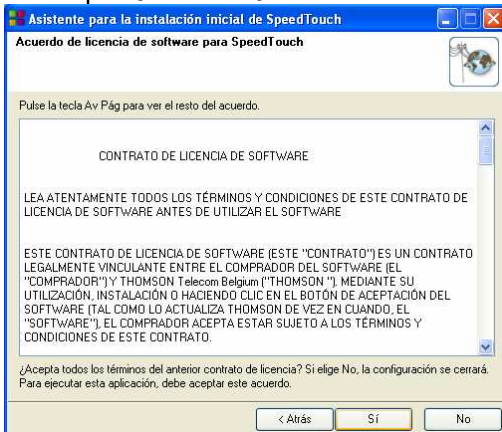 Asistente para la instalación inicial de SpeedTouch
Acuerdo de licencia de software para SpeedTouch
Pulse la tecla Av Pág para ver el resto del acuerdo.
CONTRATO DE LICENCIA DE SOFTWARE
LEA ATENTAMENTE TODOS LOS TÉRMINOS Y CONDICIONES DE ESTE CONTRATO DE
LICENCIA DE SOFTWARE ANTES DE UTILIZAR EL SOFTWARE
ESTE CONTRATO DE LICENCIA DE SOFTWARE (ESTE "CONTRATO") ES UN CONTRATO
LEGALMENTE VINCULANTE ENTRE EL COMPRADOR DEL SOFTWARE (EL
"COMPRADOR") Y THOMSON Telecom Belgium ("THOMSON "). MEDIANTE SU
UTILIZACIÓN, INSTALACIÓN O HACIENDO CLIC EN EL BOTÓN DE ACEPTACIÓN DEL
SOFTWARE (TAL COMO LO ACTUALIZA THOMSON DE VEZ EN CUANDO, EL
"SOFTWARE"), EL COMPRADOR ACEPTA ESTAR SUJETO A LOS TÉRMINOS Y
CONDICIONES DE ESTE CONTRATO.
¿Acepta todos los términos del anterior contrato de licencia? Si elige No, la configuración se cerrará.
Para ejecutar esta aplicación, debe aceptar este acuerdo.
< Atrás Sí No